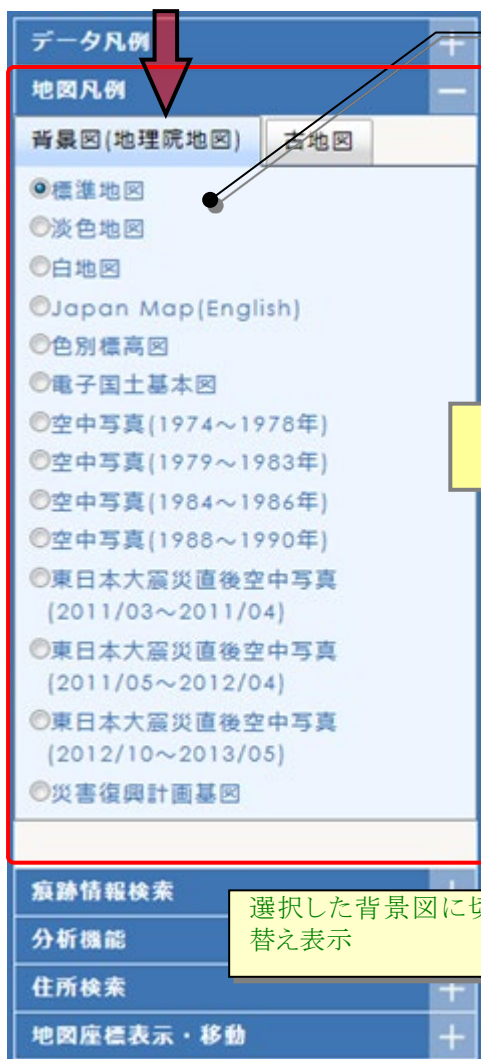 データ凡例
地図凡例
背景図(地理院地図)
古地図
標準地図
淡色地図
白地図
Japan Map(English)
色別標高図
電子国土基本図
空中写真(1974～1978年)
空中写真(1979～1983年)
空中写真(1984～1986年)
空中写真(1988～1990年)
東日本大震災直後空中写真
(2011/03～2011/04)
東日本大震災直後空中写真
(2011/05～2012/04)
東日本大震災直後空中写真
(2012/10～2013/05)
災害復興計画基図
痕跡情報検索
選択した背景図に切
替え表示
分析機能
住所検索
地図座標表示・移動